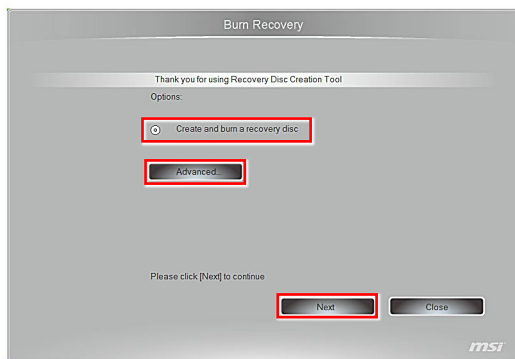 Burn Recovery
Thank you for using Recovery Disc Creation Tool
Options:
Create and burn a recovery disc
Advanced...
Please click [Next] to continue
Next
Close
msi